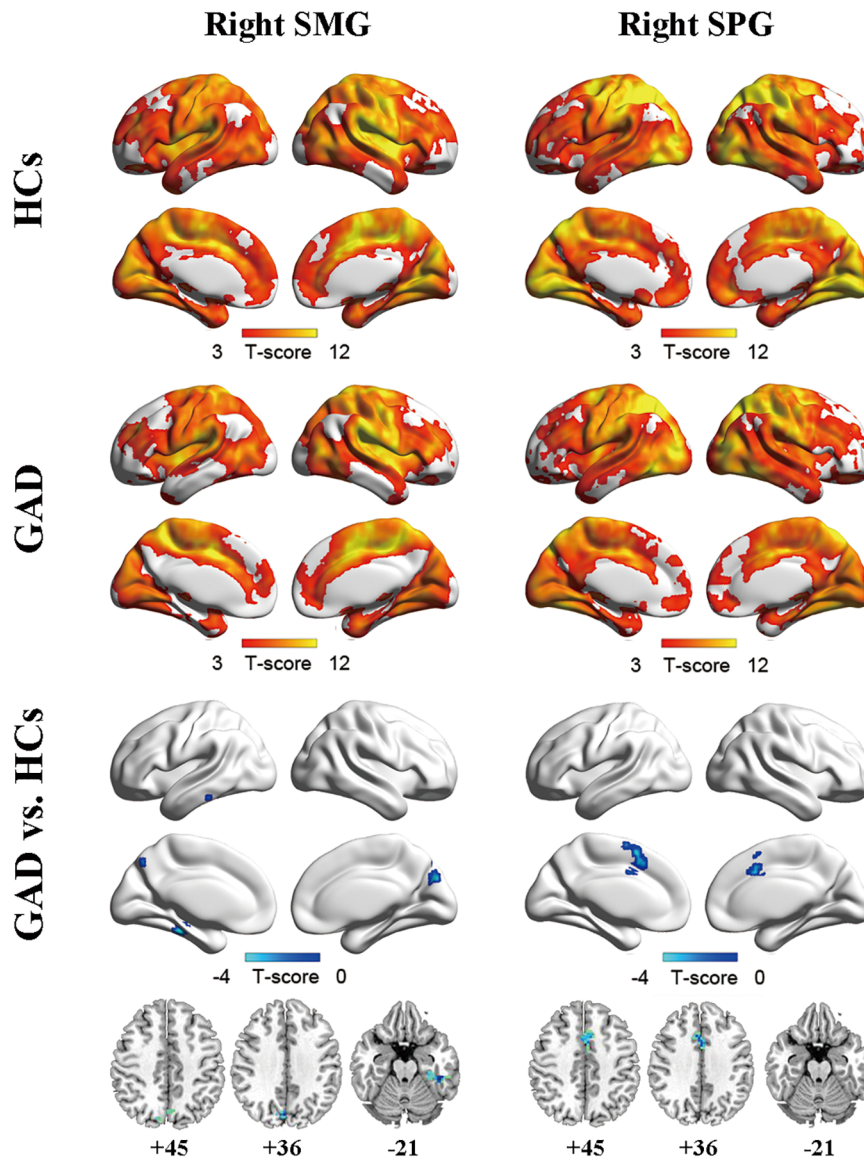 Right SMG Right SPG
HCs
3 T-score 12 3 T-score 12
GAD
3 T-score 12 3 T-score 12
GAD vs. HCs
-4 T-score 0 -4 T-score 0
+45 +36 -21 +45 +36 -21